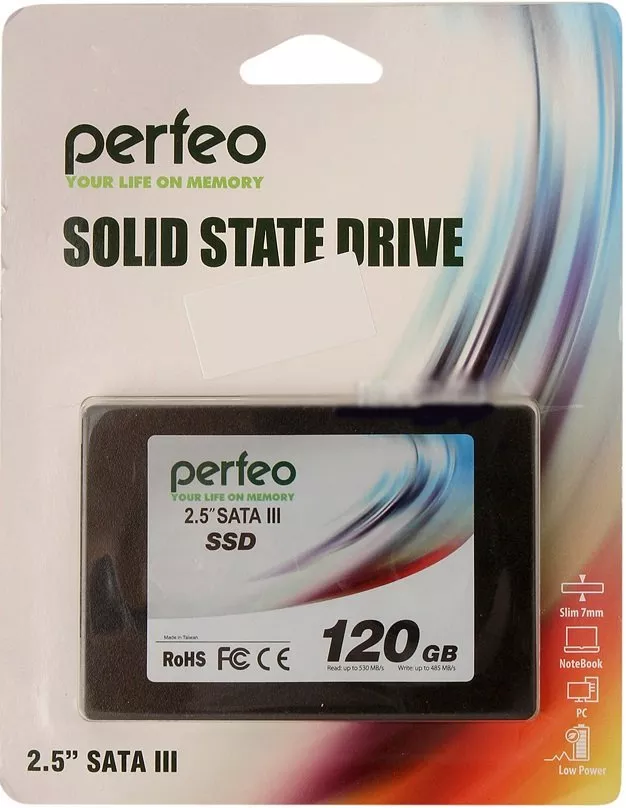 perfeo
YOUR LIFE ON MEMORY
SOLID STATE DRIVE
perfeo
YOUR LIFE ON MEMORY
2.5" SATA III
SSD
Made in Taiwan
RoHS FC CE
120 GB
Read: up to 530 MB/s Write: up to 485 MB/s
Slim 7mm
NoteBook
PC
Low Power
2.5" SATA III